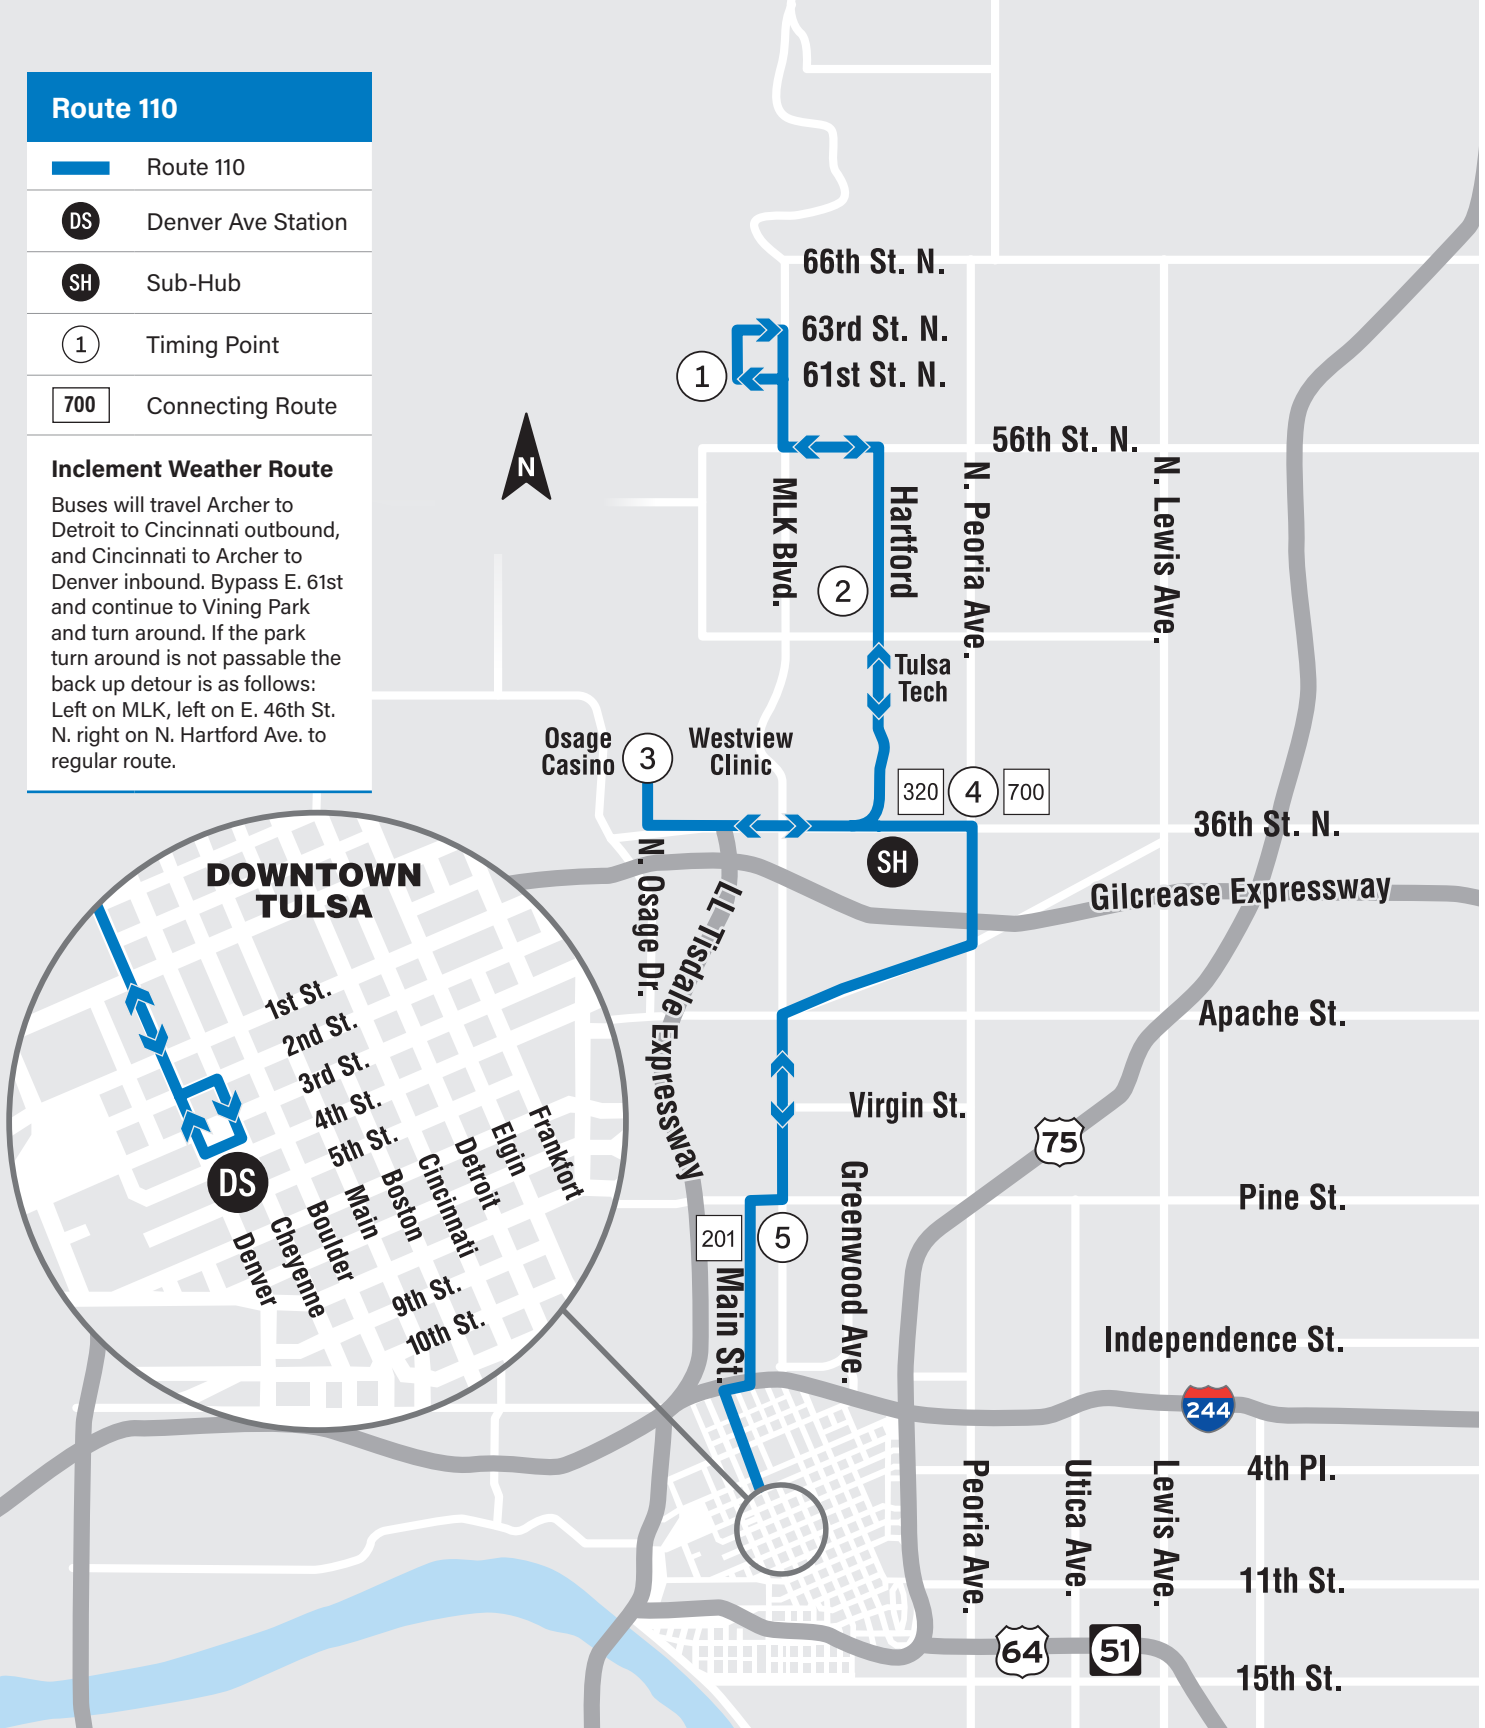 Route 110
Route 110
DS
Denver Ave Station
SH
Sub-Hub
1
Timing Point
700
Connecting Route
Inclement Weather Route
Buses will travel Archer to
Detroit to Cincinnati outbound,
and Cincinnati to Archer to
Denver inbound. Bypass E. 61st
and continue to Vining Park
and turn around. If the park
turn around is not passable the
back up detour is as follows:
Left on MLK, left on E. 46th St.
N. right on N. Hartford Ave. to
regular route.
N
66th St. N.
63rd St. N.
1
61st St. N.
56th St. N.
MLK Blvd.
Hartford
N. Peoria Ave.
N. Lewis Ave.
2
Tulsa
Tech
Osage
Casino
3
Westview
Clinic
320
4
700
36th St. N.
SH
N. Osage Dr.
LL Tisdale Expressway
Gilcrease Expressway
Apache St.
Virgin St.
75
Pine St.
201
5
Main St.
Greenwood Ave.
Independence St.
244
4th Pl.
Peoria Ave.
Utica Ave.
Lewis Ave.
11th St.
64
51
15th St.
DOWNTOWN
TULSA
1st St.
2nd St.
3rd St.
4th St.
5th St.
DS
Denver
Cheyenne
Boulder
Main
Boston
Cincinnati
Detroit
Elgin
Frankfort
9th St.
10th St.